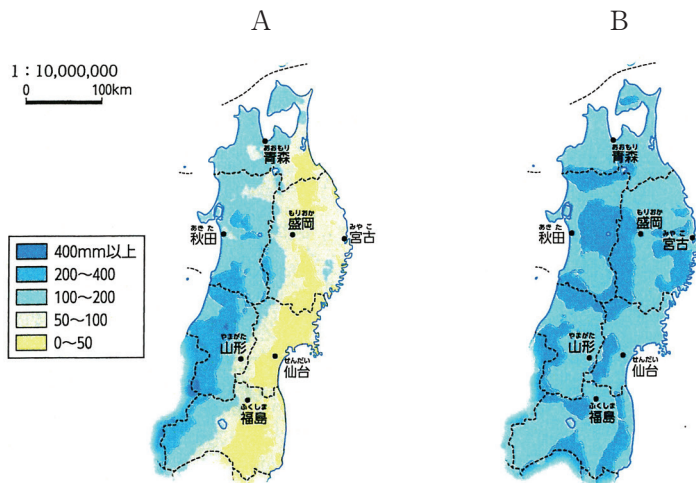 A
B
1：10,000,000
0 100km
400mm以上
200〜400
100〜200
50〜100
0〜50
あおもり
青森
あきた
秋田
もりおか
盛岡
みやこ
宮古
やまがた
山形
せんだい
仙台
ふくしま
福島
あおもり
青森
あきた
秋田
もりおか
盛岡
みやこ
宮古
やまがた
山形
せんだい
仙台
ふくしま
福島